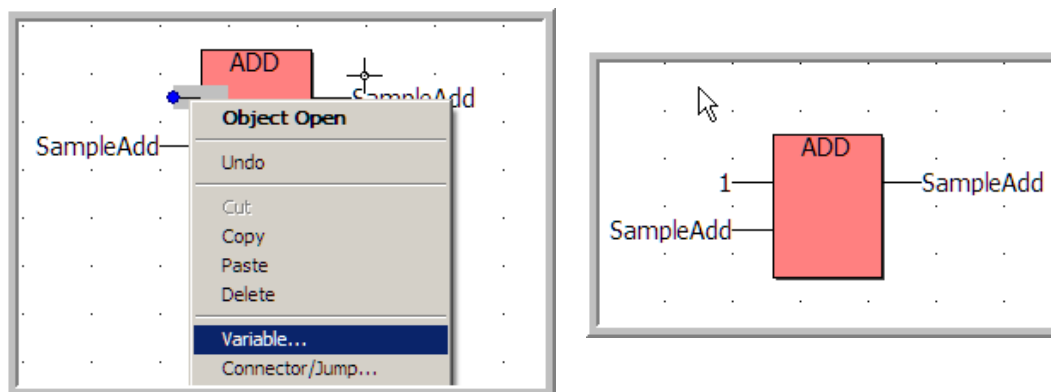 ADD
SampleAdd
SampleAdd
Object Open
Undo
Cut
Copy
Paste
Delete
Variable...
Connector/Jump...
ADD
1
SampleAdd
SampleAdd